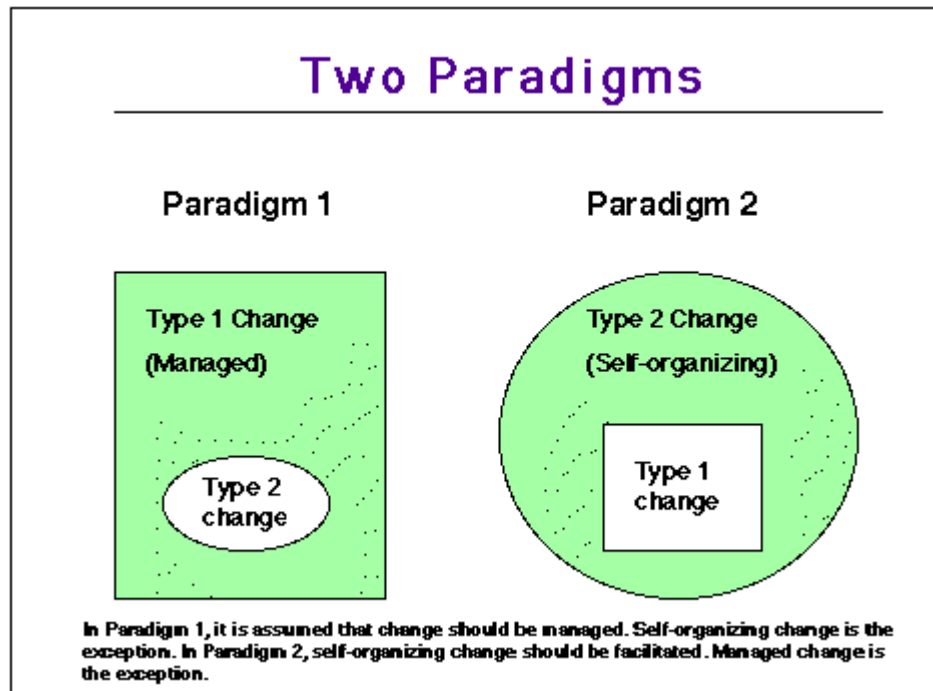 Two Paradigms
Paradigm 1
Paradigm 2
Type 1 Change
(Managed)
Type 2
change
Type 2 Change
(Self-organizing)
Type 1
change
In Paradigm 1, it is assumed that change should be managed. Self-organizing change is the
exception. In Paradigm 2, self-organizing change should be facilitated. Managed change is
the exception.